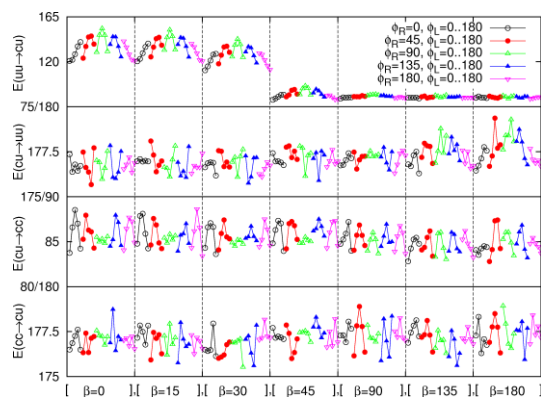 165
ϕR=0, ϕL=0..180
ϕR=45, ϕL=0..180
ϕR=90, ϕL=0..180
ϕR=135, ϕL=0..180
ϕR=180, ϕL=0..180
E(uu→cu)
120
75/180
E(cu→uu)
177.5
175/90
E(cu→cc)
85
80/180
E(cc→cu)
177.5
175
[ β=0 ],[ β=15 ],[ β=30 ],[ β=45 ],[ β=90 ],[ β=135 ],[ β=180 ]